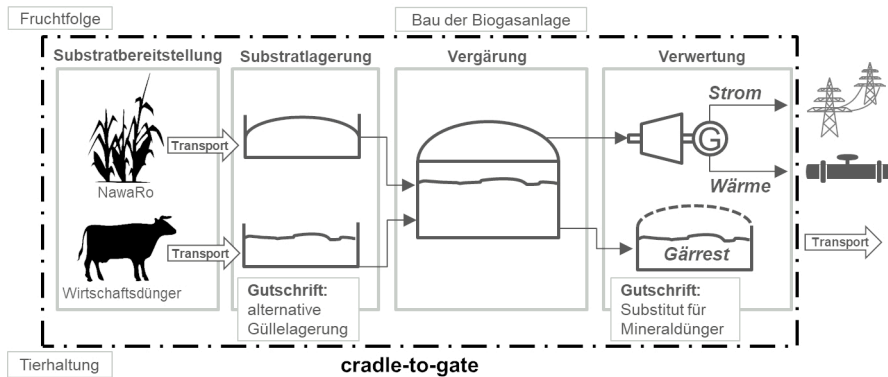 Fruchtfolge
Bau der Biogasanlage
Substratbereitstellung
Substratlagerung
Vergärung
Verwertung
Transport
NawaRo
Strom
G
Wärme
Transport
Wirtschaftsdünger
Gärrest
Transport
Gutschrift:
alternative
Güllelagerung
Gutschrift:
Substitut für
Mineraldünger
Tierhaltung
cradle-to-gate